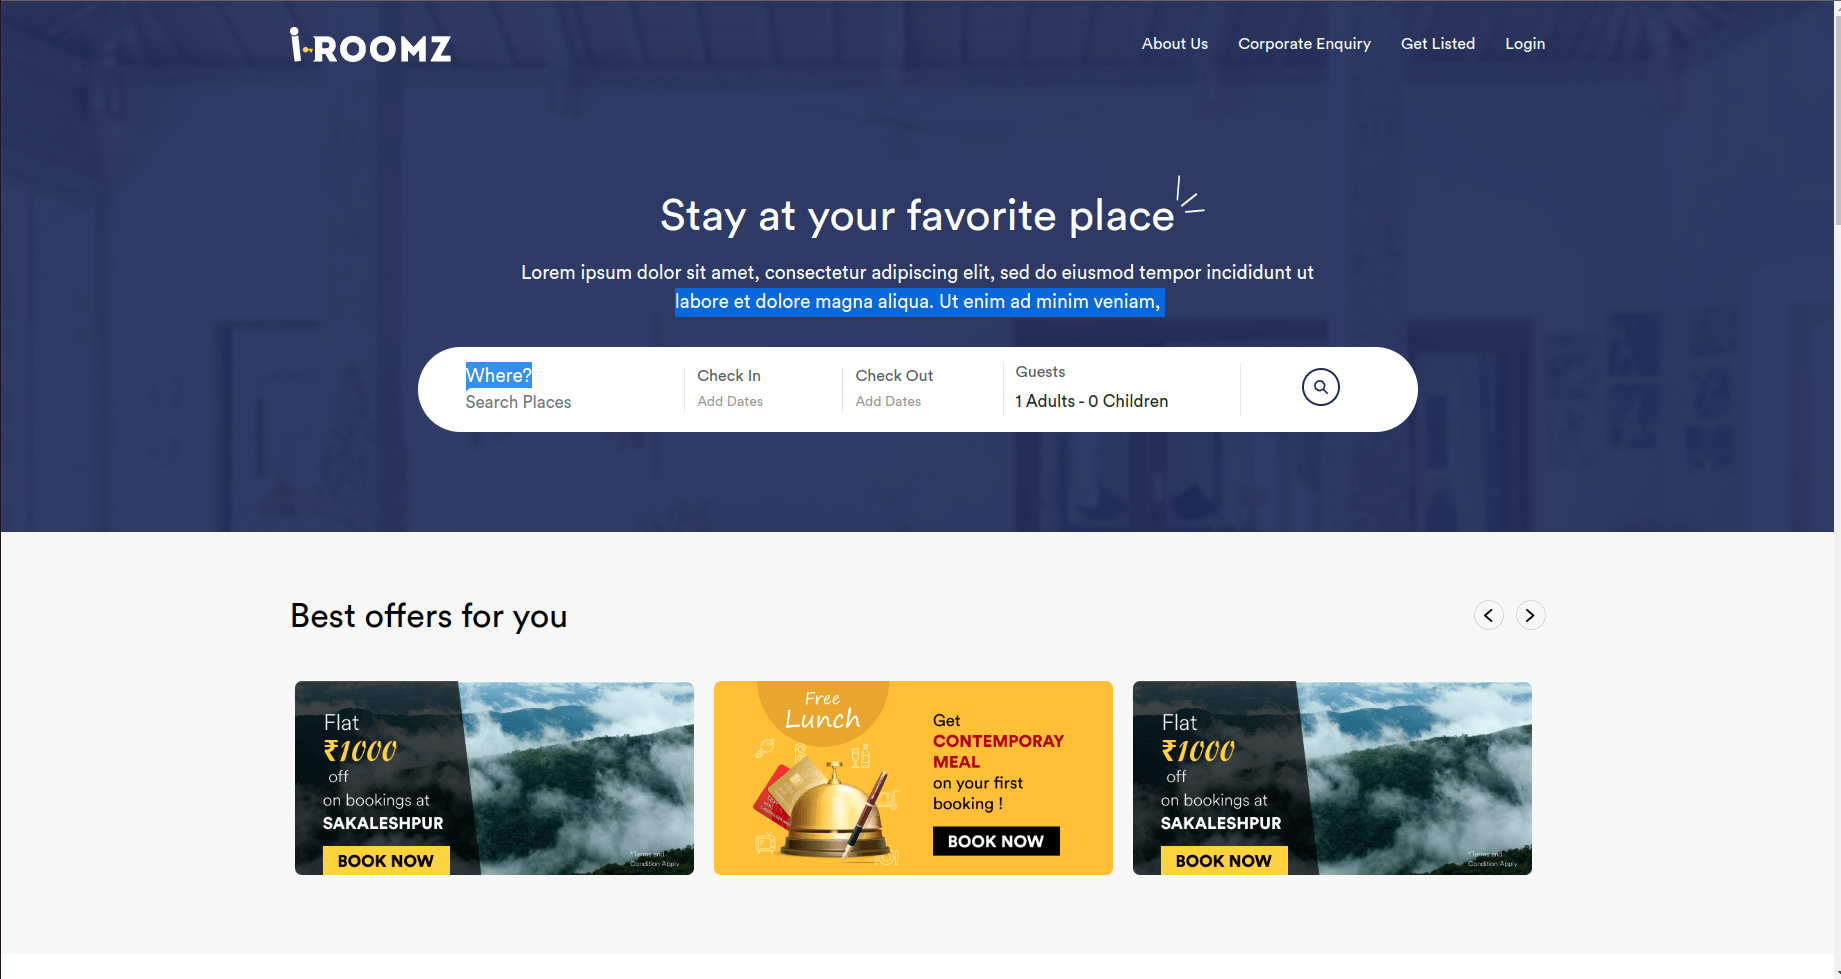 i-ROOMZ
About Us
Corporate Enquiry
Get Listed
Login
Stay at your favorite place
Lorem ipsum dolor sit amet, consectetur adipiscing elit, sed do eiusmod tempor incididunt ut
labore et dolore magna aliqua. Ut enim ad minim veniam,
Where?
Search Places
Check In
Add Dates
Check Out
Add Dates
Guests
1 Adults - 0 Children
Best offers for you
Flat
₹1000
off
on bookings at
SAKALESHPUR
BOOK NOW
*Terms and
Condition Apply
Free
Lunch
Get
CONTEMPORAY
MEAL
on your first
booking !
BOOK NOW
Flat
₹1000
off
on bookings at
SAKALESHPUR
BOOK NOW
*Terms and
Condition Apply